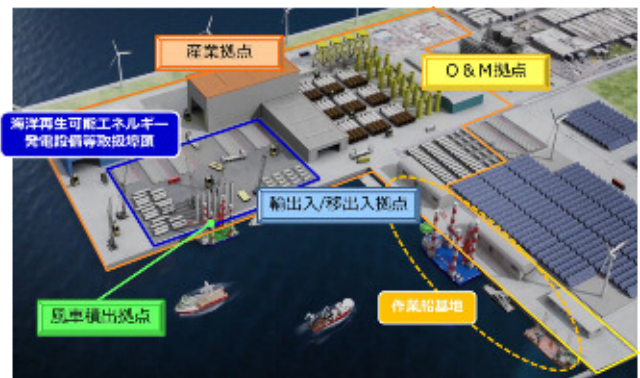 産業拠点
O&M拠点
海洋再生可能エネルギー
発電設備等取扱埠頭
輸出入/移出入拠点
風車積出拠点
作業船基地